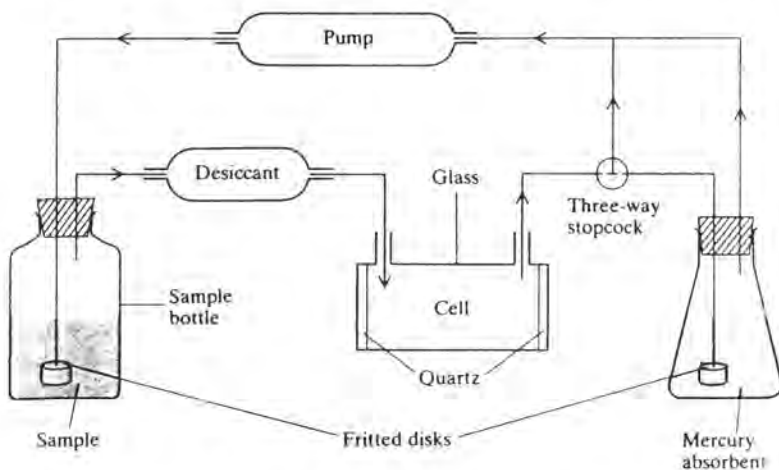 Pump
Desiccant
Glass
Three-way
stopcock
Sample
bottle
Cell
Quartz
Sample
Fritted disks
Mercury
absorbent